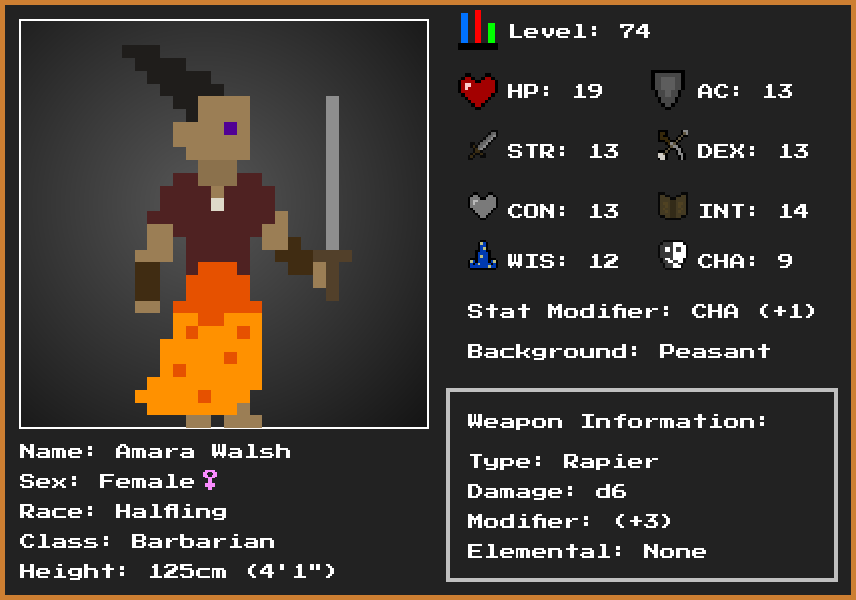 Level: 74
HP: 19 AC: 13
STR: 13 DEX: 13
CON: 13 INT: 14
WIS: 12 CHA: 9
Stat Modifier: CHA (+1)
Background: Peasant
Weapon Information:
Type: Rapier
Damage: d6
Modifier: (+3)
Elemental: None
Name: Amara Walsh
Sex: Female♀
Race: Halfling
Class: Barbarian
Height: 125cm (4'1")